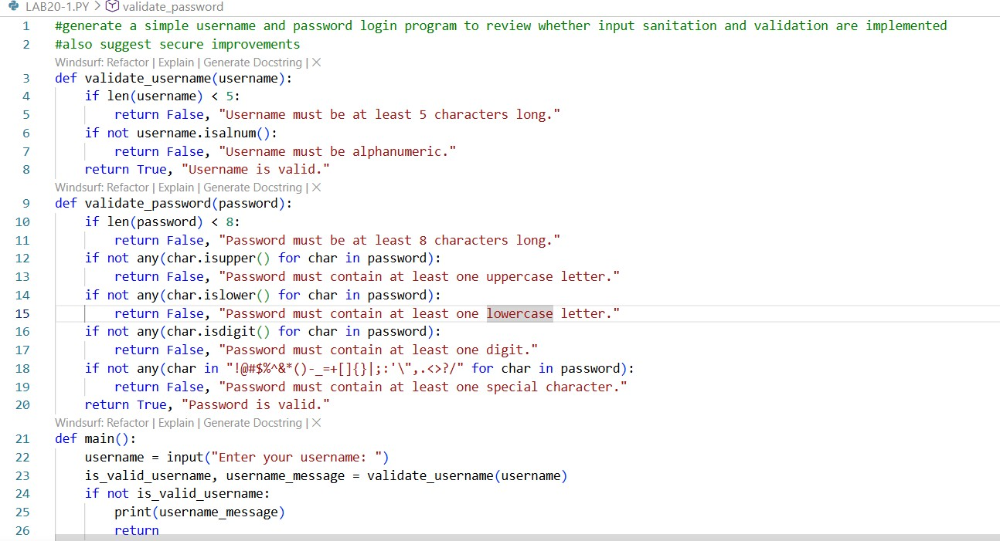 LAB20-1.PY > validate_password
1 #generate a simple username and password login program to review whether input sanitation and validation are implemented
2 #also suggest secure improvements
Windsurf: Refactor | Explain | Generate Docstring | ×
3 def validate_username(username):
4     if len(username) < 5:
5         return False, "Username must be at least 5 characters long."
6     if not username.isalnum():
7         return False, "Username must be alphanumeric."
8     return True, "Username is valid."
Windsurf: Refactor | Explain | Generate Docstring | ×
9 def validate_password(password):
10     if len(password) < 8:
11         return False, "Password must be at least 8 characters long."
12     if not any(char.isupper() for char in password):
13         return False, "Password must contain at least one uppercase letter."
14     if not any(char.islower() for char in password):
15         return False, "Password must contain at least one lowercase letter."
16     if not any(char.isdigit() for char in password):
17         return False, "Password must contain at least one digit."
18     if not any(char in "!@#$%^&*()-_=+[]{}|;:'\",.<>?/" for char in password):
19         return False, "Password must contain at least one special character."
20     return True, "Password is valid."
Windsurf: Refactor | Explain | Generate Docstring | ×
21 def main():
22     username = input("Enter your username: ")
23     is_valid_username, username_message = validate_username(username)
24     if not is_valid_username:
25         print(username_message)
26         return